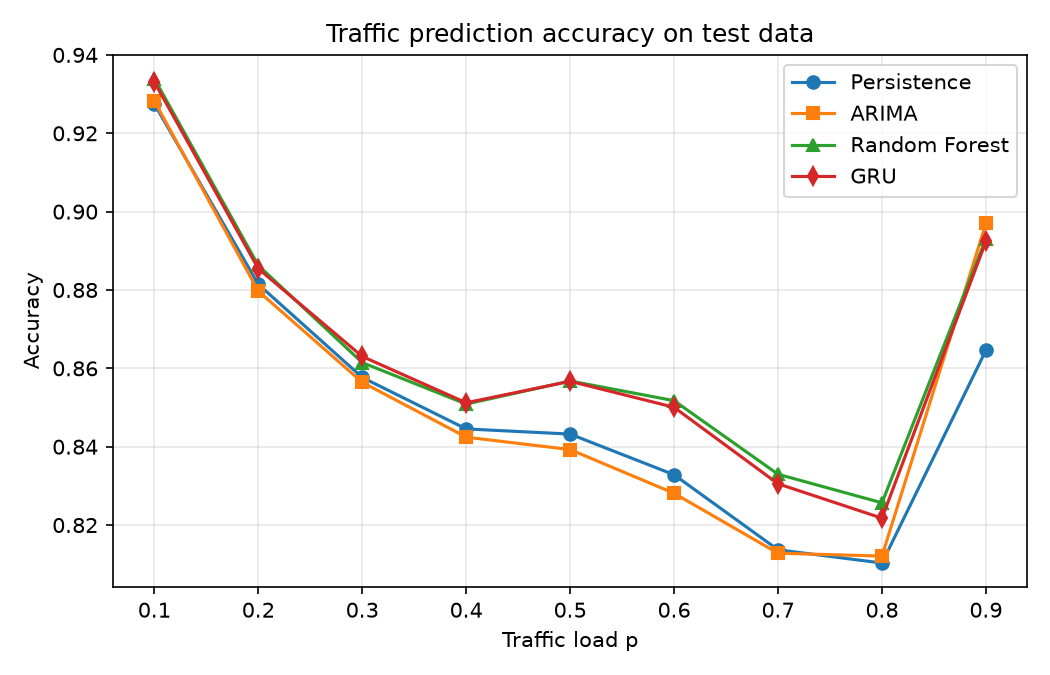 Traffic prediction accuracy on test data
Persistence
ARIMA
Random Forest
GRU
0.94
0.92
0.90
0.88
0.86
0.84
0.82
Accuracy
0.1 0.2 0.3 0.4 0.5 0.6 0.7 0.8 0.9
Traffic load p